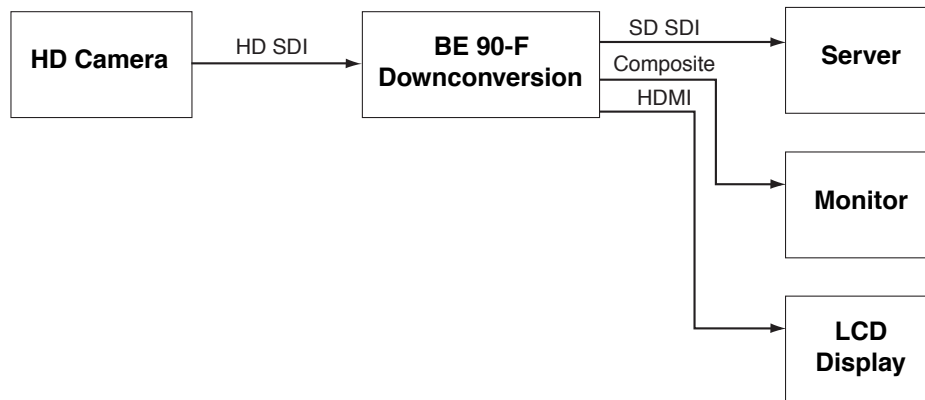 HD Camera
HD SDI
BE 90-F
Downconversion
SD SDI
Composite
HDMI
Server
Monitor
LCD
Display